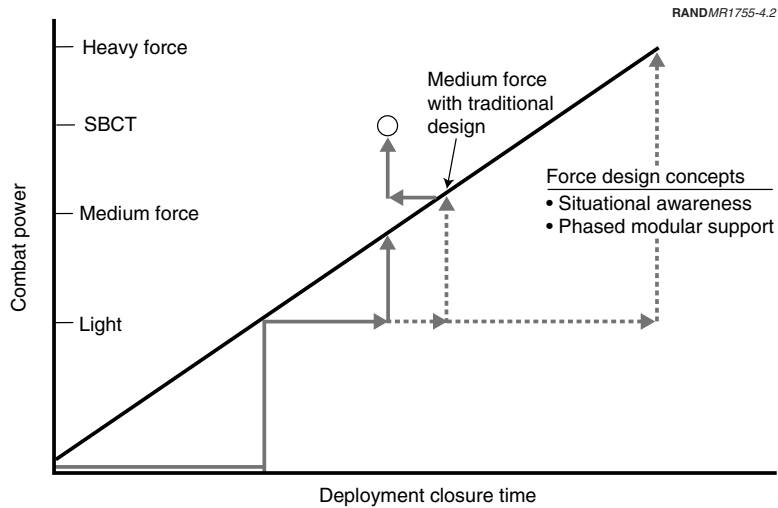 RANDMR1755-4.2
Heavy force
SBCT
Medium force
Light
Combat power
Medium force
with traditional
design
Force design concepts
• Situational awareness
• Phased modular support
Deployment closure time